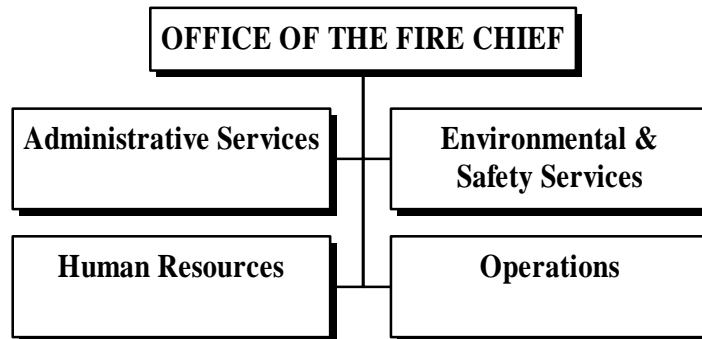 OFFICE OF THE FIRE CHIEF
Administrative Services
Environmental &
Safety Services
Human Resources
Operations